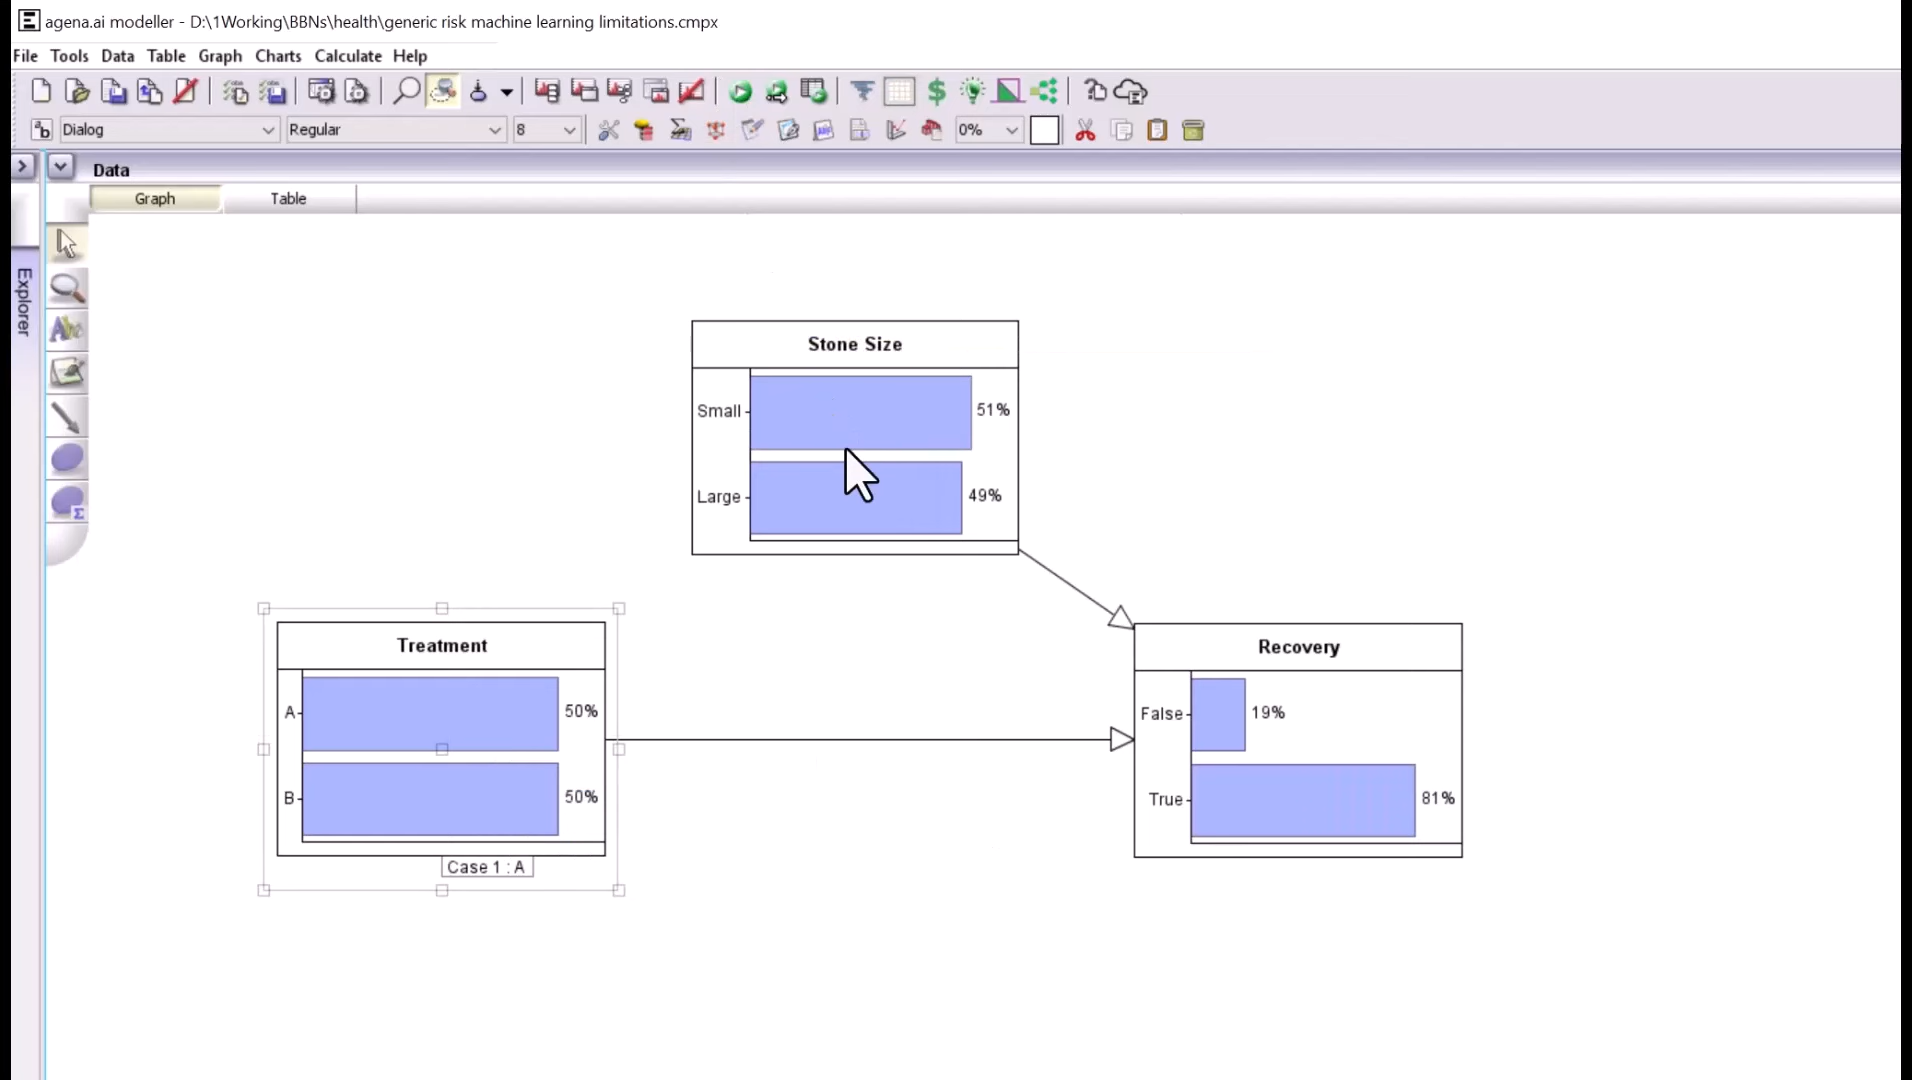 agena.ai modeller - D:\1Working\BBNs\health\generic risk machine learning limitations.cmpx
File Tools Data Table Graph Charts Calculate Help
Dialog Regular 8 0%
Data
Graph Table
Explorer
Abc
Stone Size
Small 51%
Large 49%
Treatment
A 50%
B 50%
Case 1 : A
Recovery
False 19%
True 81%